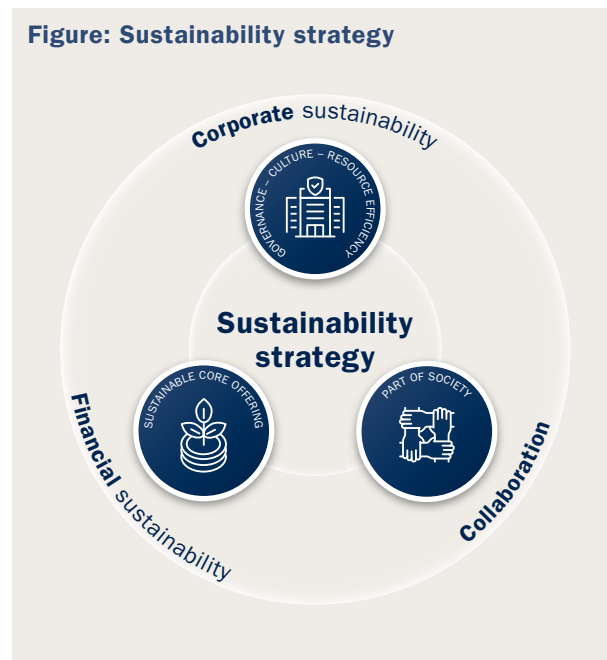 Figure: Sustainability strategy
Corporate sustainability
GOVERNANCE – CULTURE – RESOURCE EFFICIENCY
Sustainability
strategy
SUSTAINABLE CORE OFFERING
PART OF SOCIETY
Financial sustainability
Collaboration